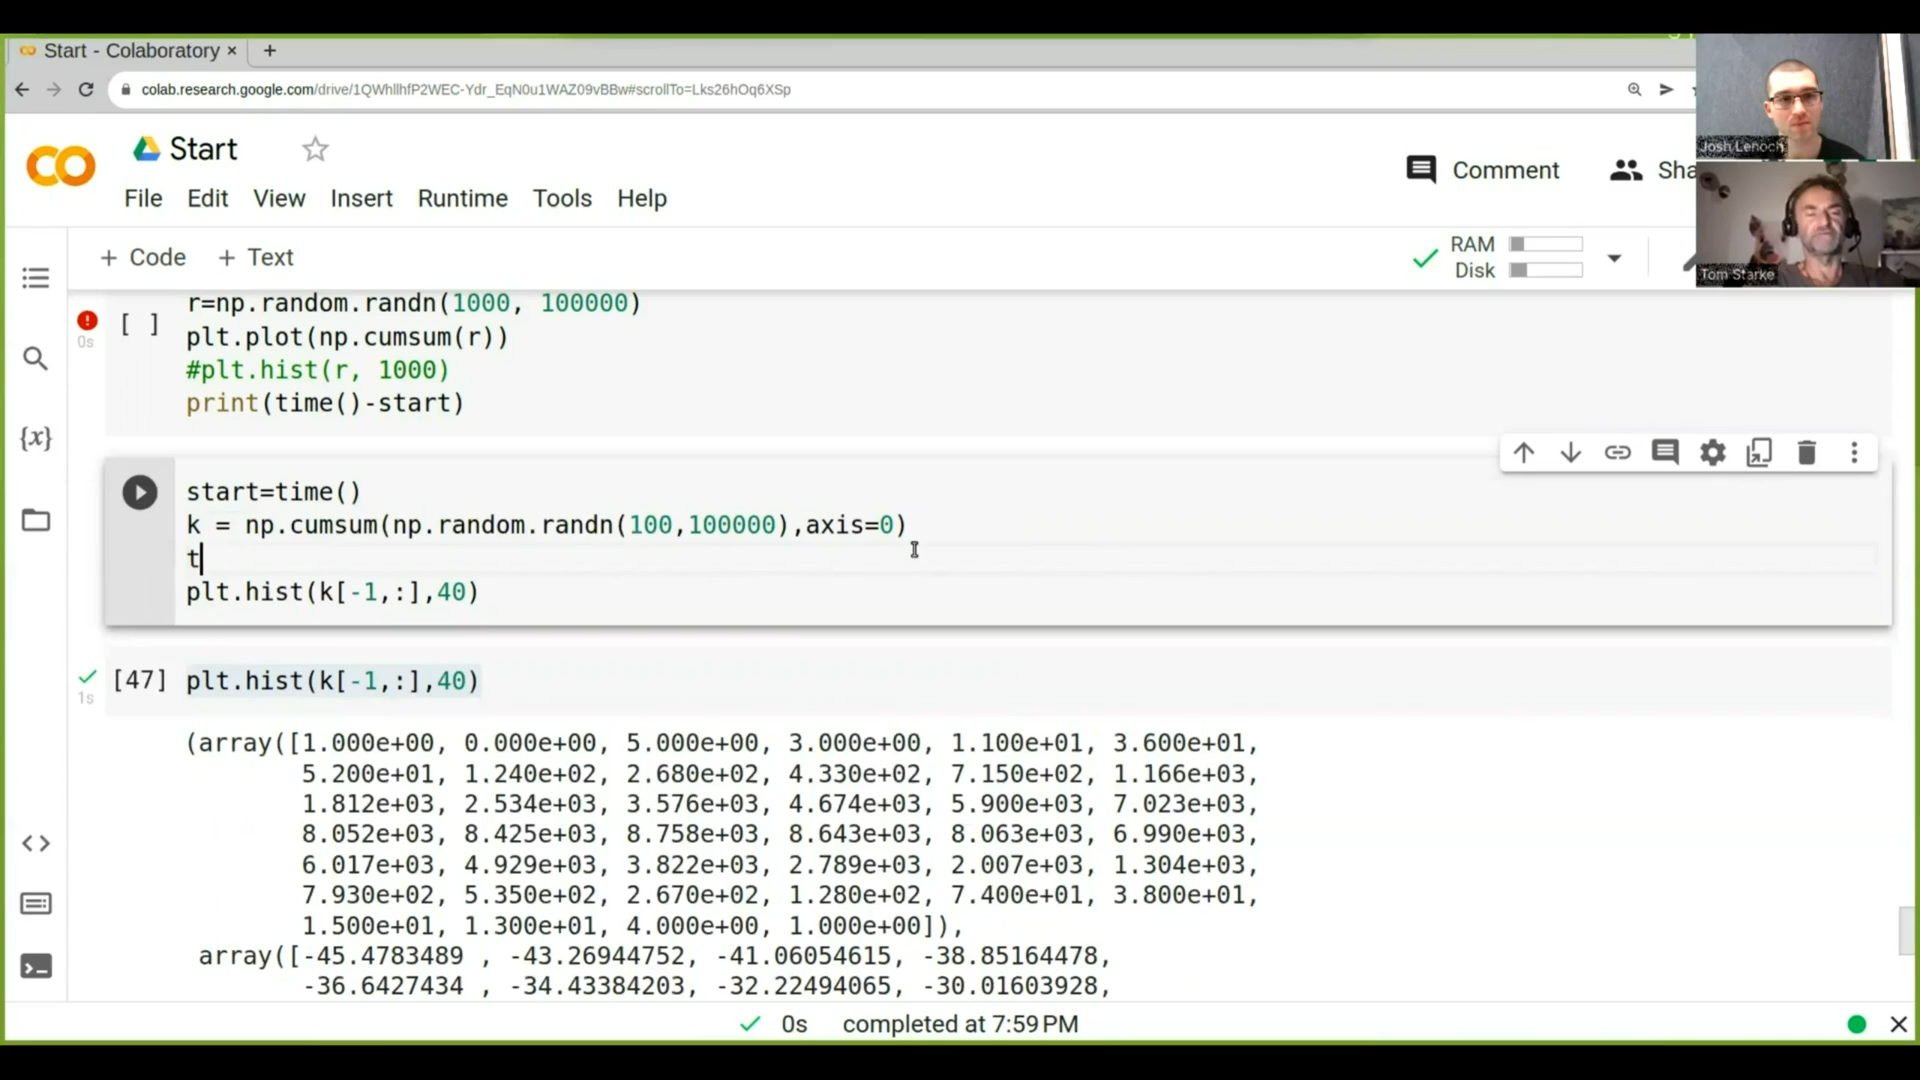 Start - Colaboratory × +
colab.research.google.com/drive/1QWhllhfP2WEC-Ydr_EqN0u1WAZ09vBBw#scrollTo=Lks26hOq6XSp
Start
File Edit View Insert Runtime Tools Help
Comment Sha
+ Code + Text
RAM
Disk
Josh Lenoch
Tom Starke
r=np.random.randn(1000, 100000)
[ ]
0s
plt.plot(np.cumsum(r))
#plt.hist(r, 1000)
print(time()-start)
start=time()
k = np.cumsum(np.random.randn(100,100000),axis=0)
t
plt.hist(k[-1,:],40)
[47] plt.hist(k[-1,:],40)
1s
(array([1.000e+00, 0.000e+00, 5.000e+00, 3.000e+00, 1.100e+01, 3.600e+01,
5.200e+01, 1.240e+02, 2.680e+02, 4.330e+02, 7.150e+02, 1.166e+03,
1.812e+03, 2.534e+03, 3.576e+03, 4.674e+03, 5.900e+03, 7.023e+03,
8.052e+03, 8.425e+03, 8.758e+03, 8.643e+03, 8.063e+03, 6.990e+03,
6.017e+03, 4.929e+03, 3.822e+03, 2.789e+03, 2.007e+03, 1.304e+03,
7.930e+02, 5.350e+02, 2.670e+02, 1.280e+02, 7.400e+01, 3.800e+01,
1.500e+01, 1.300e+01, 4.000e+00, 1.000e+00]),
array([-45.4783489 , -43.26944752, -41.06054615, -38.85164478,
-36.6427434 , -34.43384203, -32.22494065, -30.01603928,
0s completed at 7:59 PM